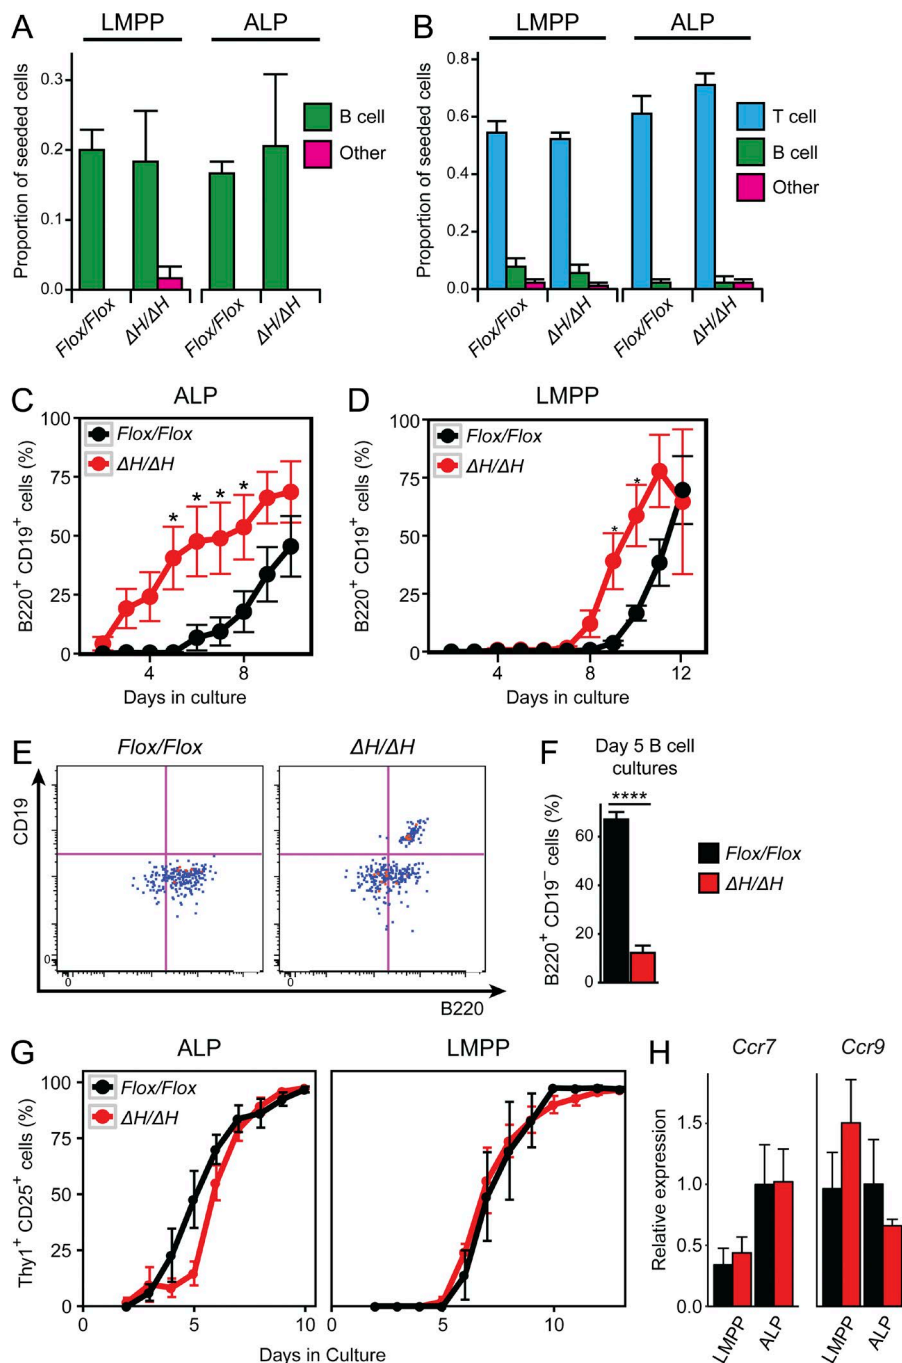 A
LMPP
ALP
Proportion of seeded cells
0.3
0.2
0.1
0.0
B cell
Other
Flox/Flox
ΔH/ΔH
Flox/Flox
ΔH/ΔH
B
LMPP
ALP
Proportion of seeded cells
0.8
0.6
0.4
0.2
0.0
T cell
B cell
Other
Flox/Flox
ΔH/ΔH
Flox/Flox
ΔH/ΔH
C
ALP
B220+ CD19+ cells (%)
100
75
50
25
0
Flox/Flox
ΔH/ΔH
* * * *
4 8
Days in culture
D
LMPP
B220+ CD19+ cells (%)
100
75
50
25
0
Flox/Flox
ΔH/ΔH
* *
4 8 12
Days in culture
E
Flox/Flox
ΔH/ΔH
CD19
0
0
0
B220
F
Day 5 B cell
cultures
****
B220+ CD19− cells (%)
60
40
20
0
Flox/Flox
ΔH/ΔH
G
ALP
LMPP
Thy1+ CD25+ cells (%)
100
75
50
25
0
Flox/Flox
ΔH/ΔH
0 5 10
5 10
Days in Culture
H
Ccr7
Ccr9
Relative expression
1.5
1.0
0.5
0.0
LMPP
ALP
LMPP
ALP